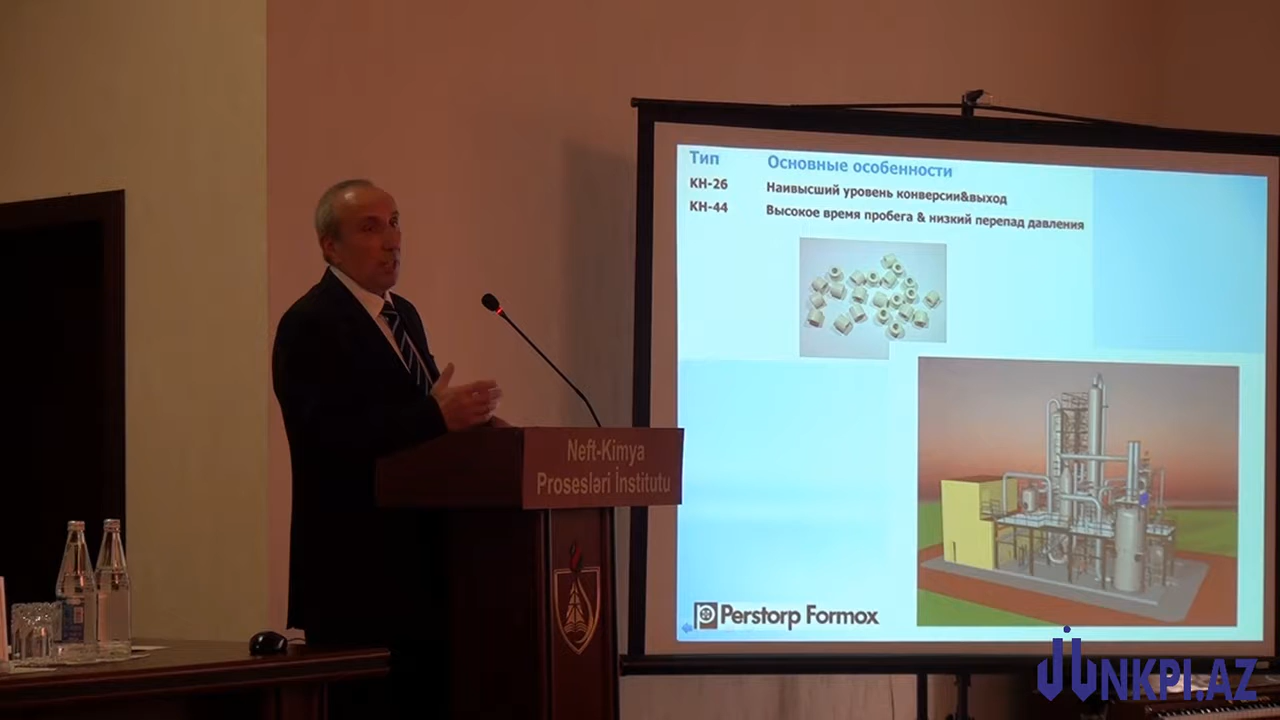 Тип Основные особенности
КН-26 Наивысший уровень конверсии&выход
КН-44 Высокое время пробега & низкий перепад давления
Neft-Kimya
Prosesləri İnstitutu
Perstorp Formox
NKPI.AZ